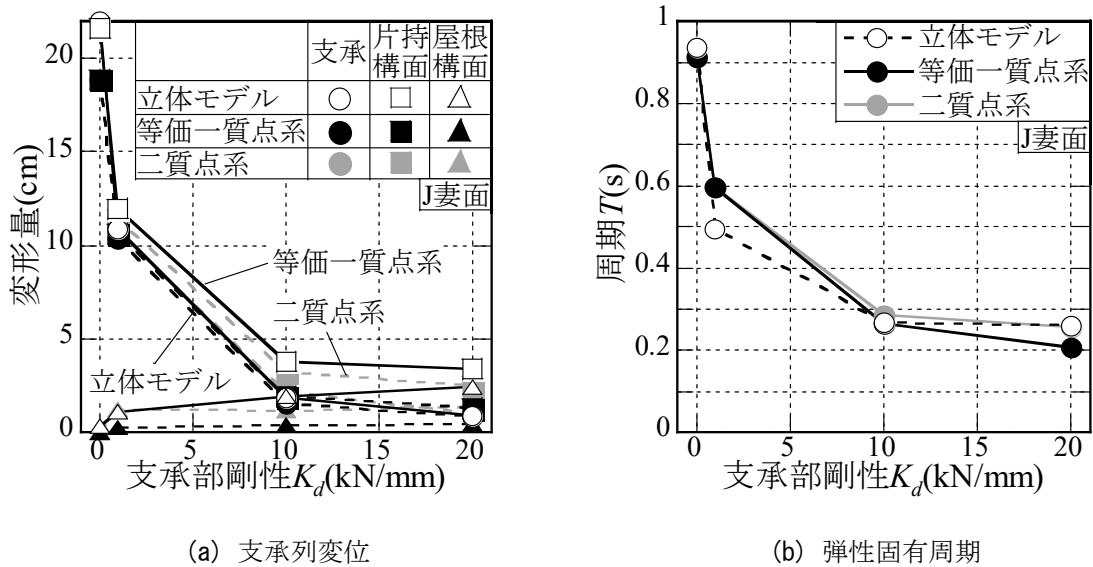 支承 片持構面 屋根構面
立体モデル
等価一質点系
二質点系
J妻面
等価一質点系
二質点系
立体モデル
変形量(cm)
20
15
10
5
0
0 5 10 15 20
支承部剛性Kd(kN/mm)
(a) 支承列変位
立体モデル
等価一質点系
二質点系
J妻面
周期T(s)
1
0.8
0.6
0.4
0.2
0
0 5 10 15 20
支承部剛性Kd(kN/mm)
(b) 弾性固有周期